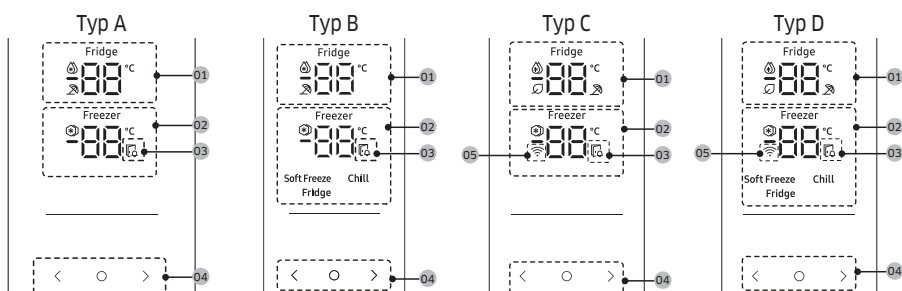 Typ A
Typ B
Typ C
Typ D
Fridge
88 °C
01
Freezer
88 °C
02
03
04
Fridge
88 °C
01
Freezer
88 °C
02
03
Soft Freeze Chill
Fridge
04
Fridge
88 °C
01
Freezer
88 °C
02
05
03
04
Fridge
88 °C
01
Freezer
88 °C
02
05
03
Soft Freeze Chill
Fridge
04